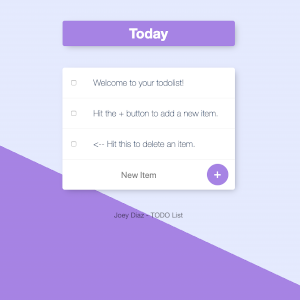 Today
Welcome to your todolist!
Hit the + button to add a new item.
<-- Hit this to delete an item.
New Item
+
Joey Diaz - TODO List